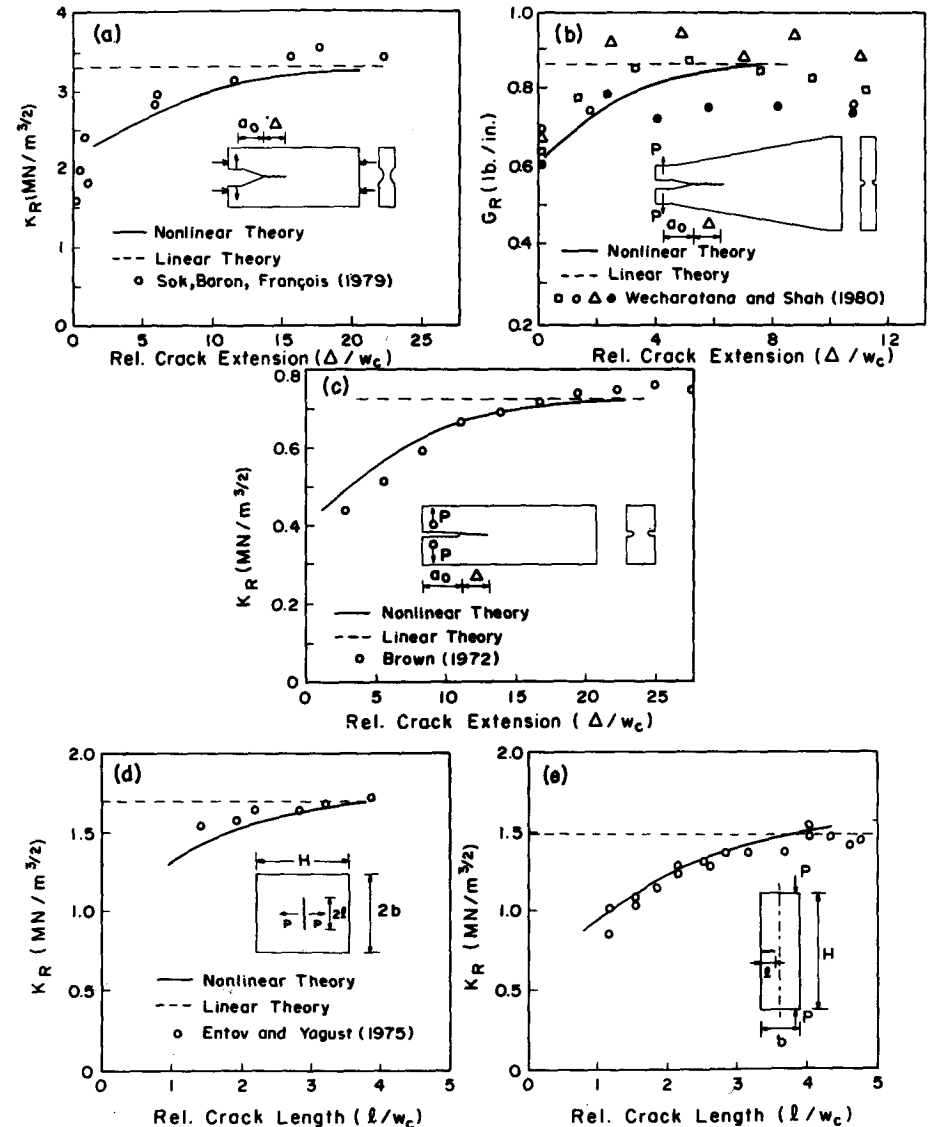 (a)
4
3
2
1
0
K_R (MN/m^3/2)
a_o Δ
Nonlinear Theory
Linear Theory
o Sok, Baron, François (1979)
0 5 10 15 20 25
Rel. Crack Extension (Δ/w_c)
(b)
1.0
0.8
0.6
0.4
0.2
G_R (lb./in.)
P
P
a_o Δ
Nonlinear Theory
Linear Theory
□ o Δ ● Wecharatana and Shah (1980)
0 4 8 12
Rel. Crack Extension (Δ/w_c)
(c)
0.8
0.6
0.4
0.2
0
K_R (MN/m^3/2)
P
P
a_o Δ
Nonlinear Theory
Linear Theory
o Brown (1972)
0 5 10 15 20 25
Rel. Crack Extension (Δ/w_c)
(d)
2.0
1.5
1.0
0.5
0
K_R (MN/m^3/2)
H
p p 2ℓ
2b
Nonlinear Theory
Linear Theory
o Entov and Yagust (1975)
0 1 2 3 4 5
Rel. Crack Length (ℓ/w_c)
(e)
2.0
1.5
1.0
0.5
0
K_R (MN/m^3/2)
P
H
ℓ
P
b
0 1 2 3 4 5
Rel. Crack Length (ℓ/w_c)